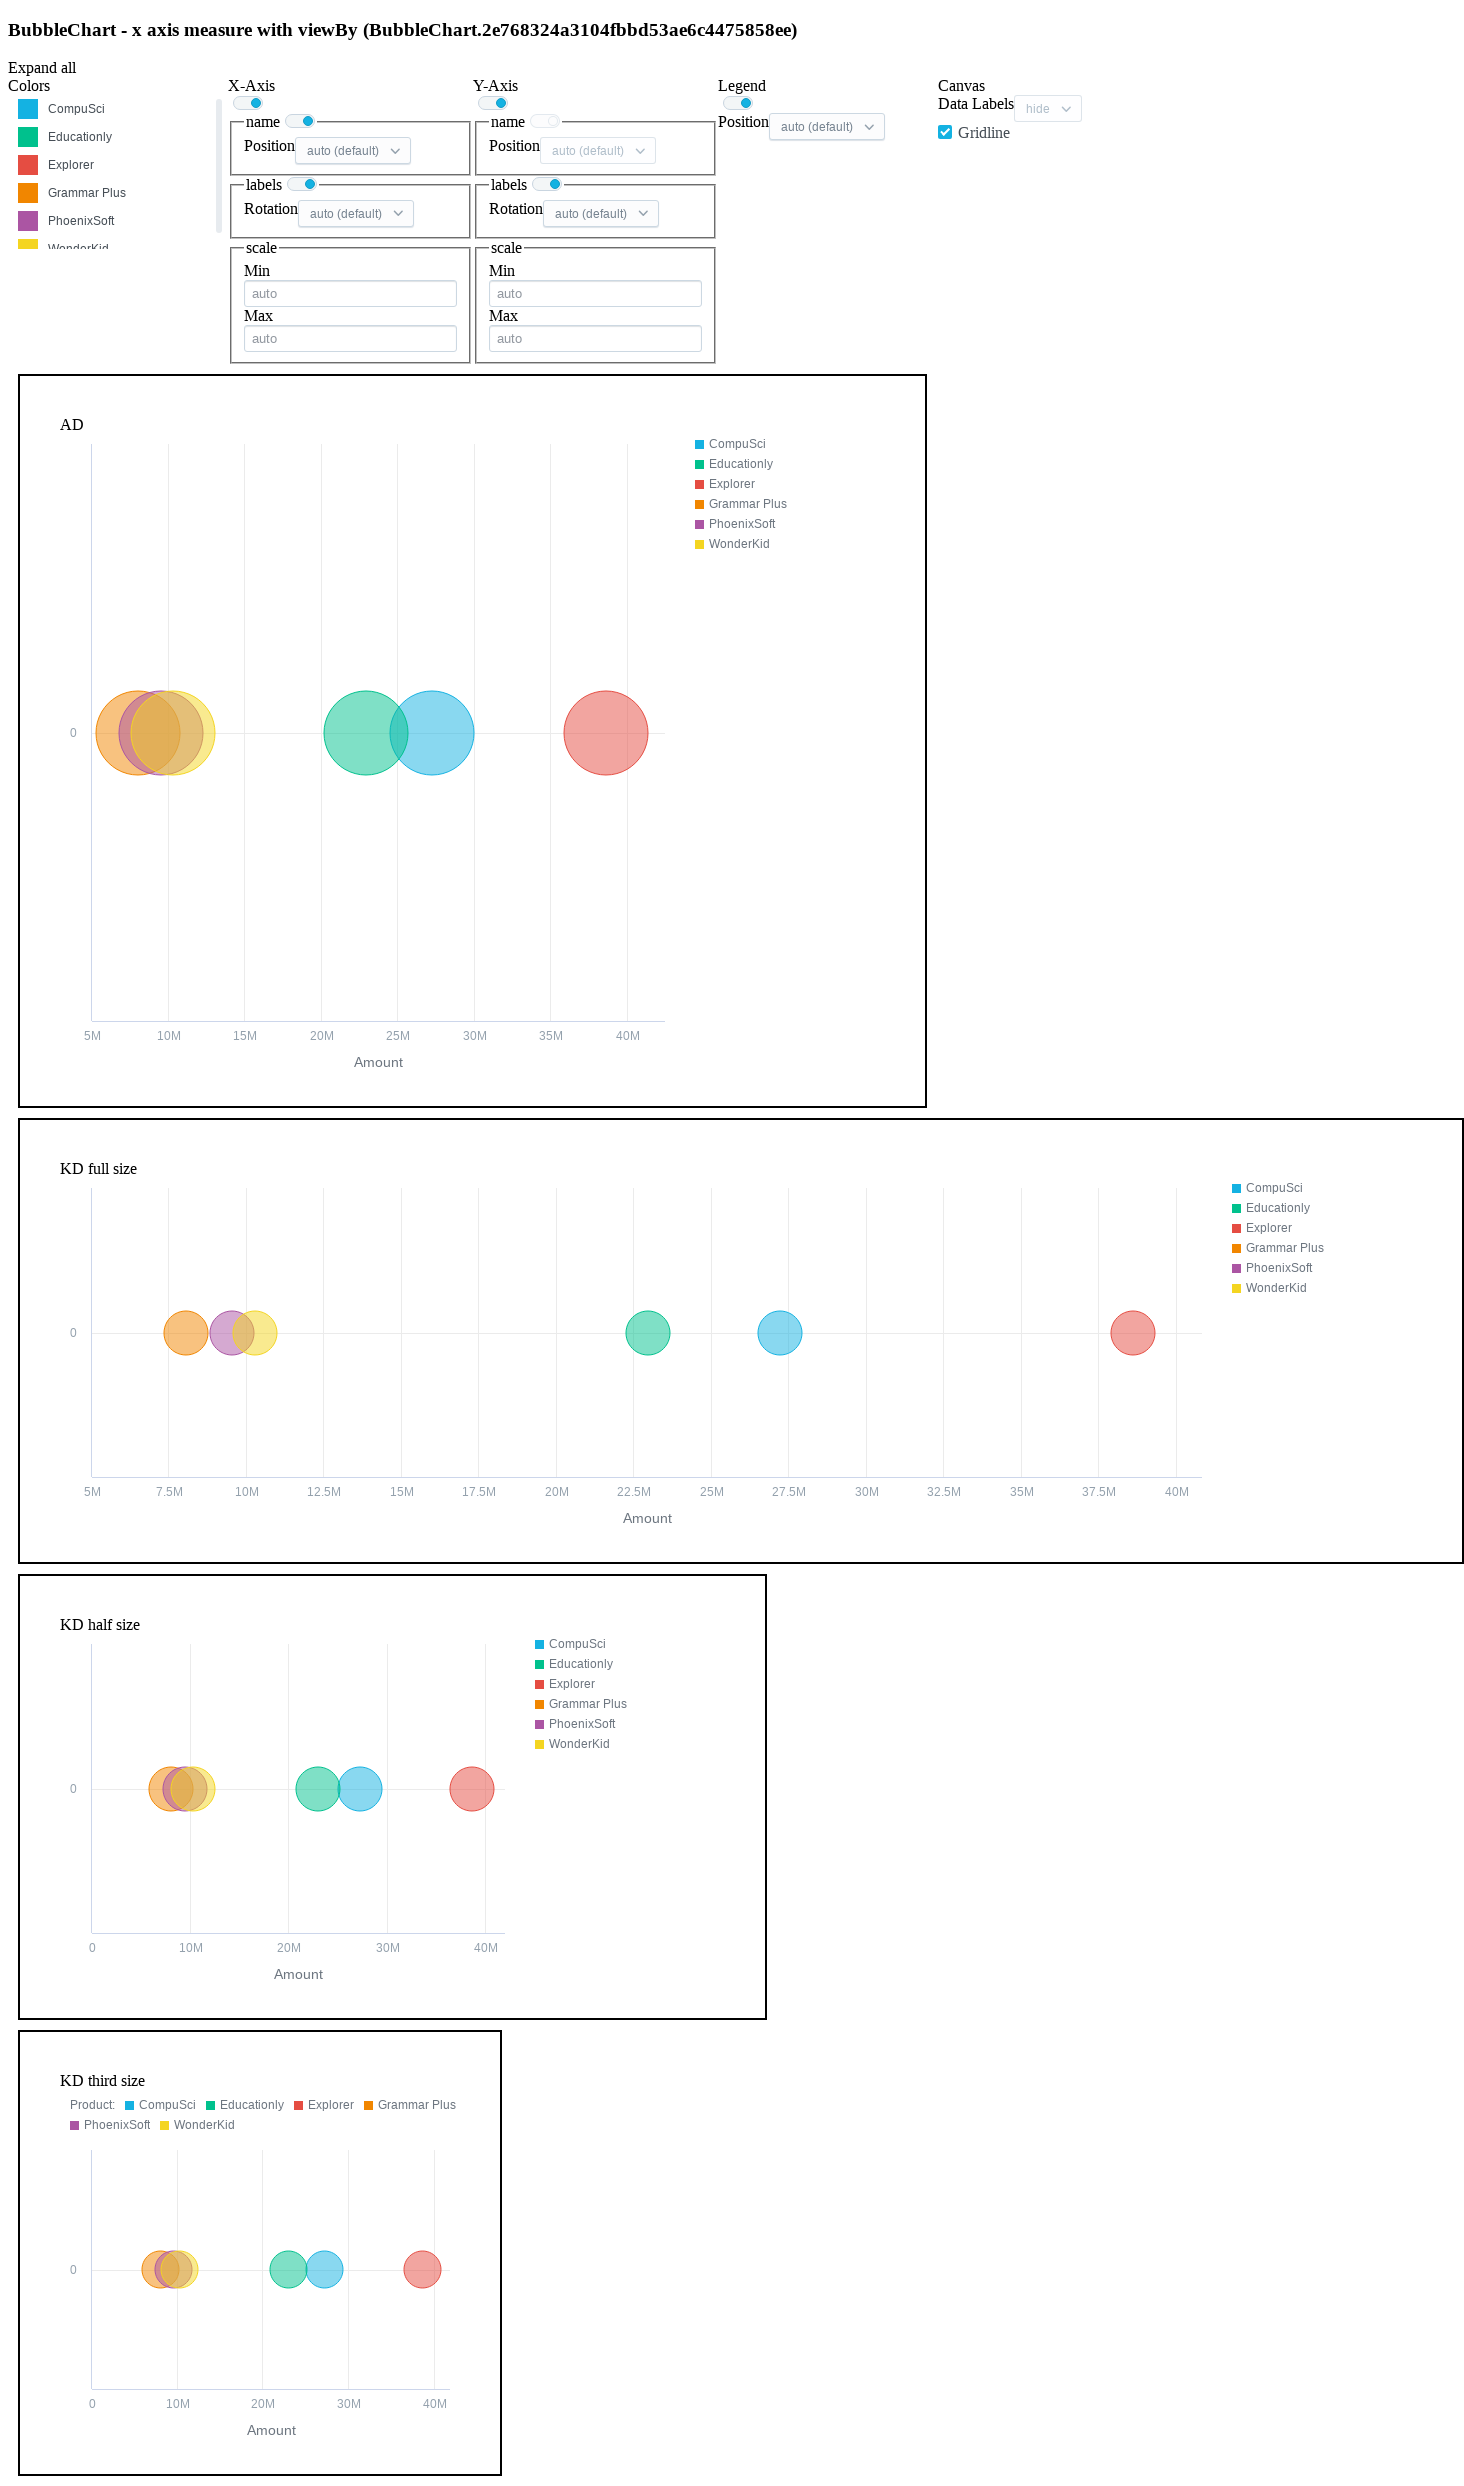 BubbleChart - x axis measure with viewBy (BubbleChart.2e768324a3104fbbd53ae6c4475858ee)
Expand all
Colors
CompuSci
Educationly
Explorer
Grammar Plus
PhoenixSoft
WonderKid
X-Axis
name
Position auto (default)
labels
Rotation auto (default)
scale
Min
auto
Max
auto
Y-Axis
name
Position auto (default)
labels
Rotation auto (default)
scale
Min
auto
Max
auto
Legend
Position auto (default)
Canvas
Data Labels hide
Gridline
AD
CompuSci
Educationly
Explorer
Grammar Plus
PhoenixSoft
WonderKid
0
5M 10M 15M 20M 25M 30M 35M 40M
Amount
KD full size
CompuSci
Educationly
Explorer
Grammar Plus
PhoenixSoft
WonderKid
0
5M 7.5M 10M 12.5M 15M 17.5M 20M 22.5M 25M 27.5M 30M 32.5M 35M 37.5M 40M
Amount
KD half size
CompuSci
Educationly
Explorer
Grammar Plus
PhoenixSoft
WonderKid
0
0 10M 20M 30M 40M
Amount
KD third size
Product: CompuSci Educationly Explorer Grammar Plus
PhoenixSoft WonderKid
0
0 10M 20M 30M 40M
Amount